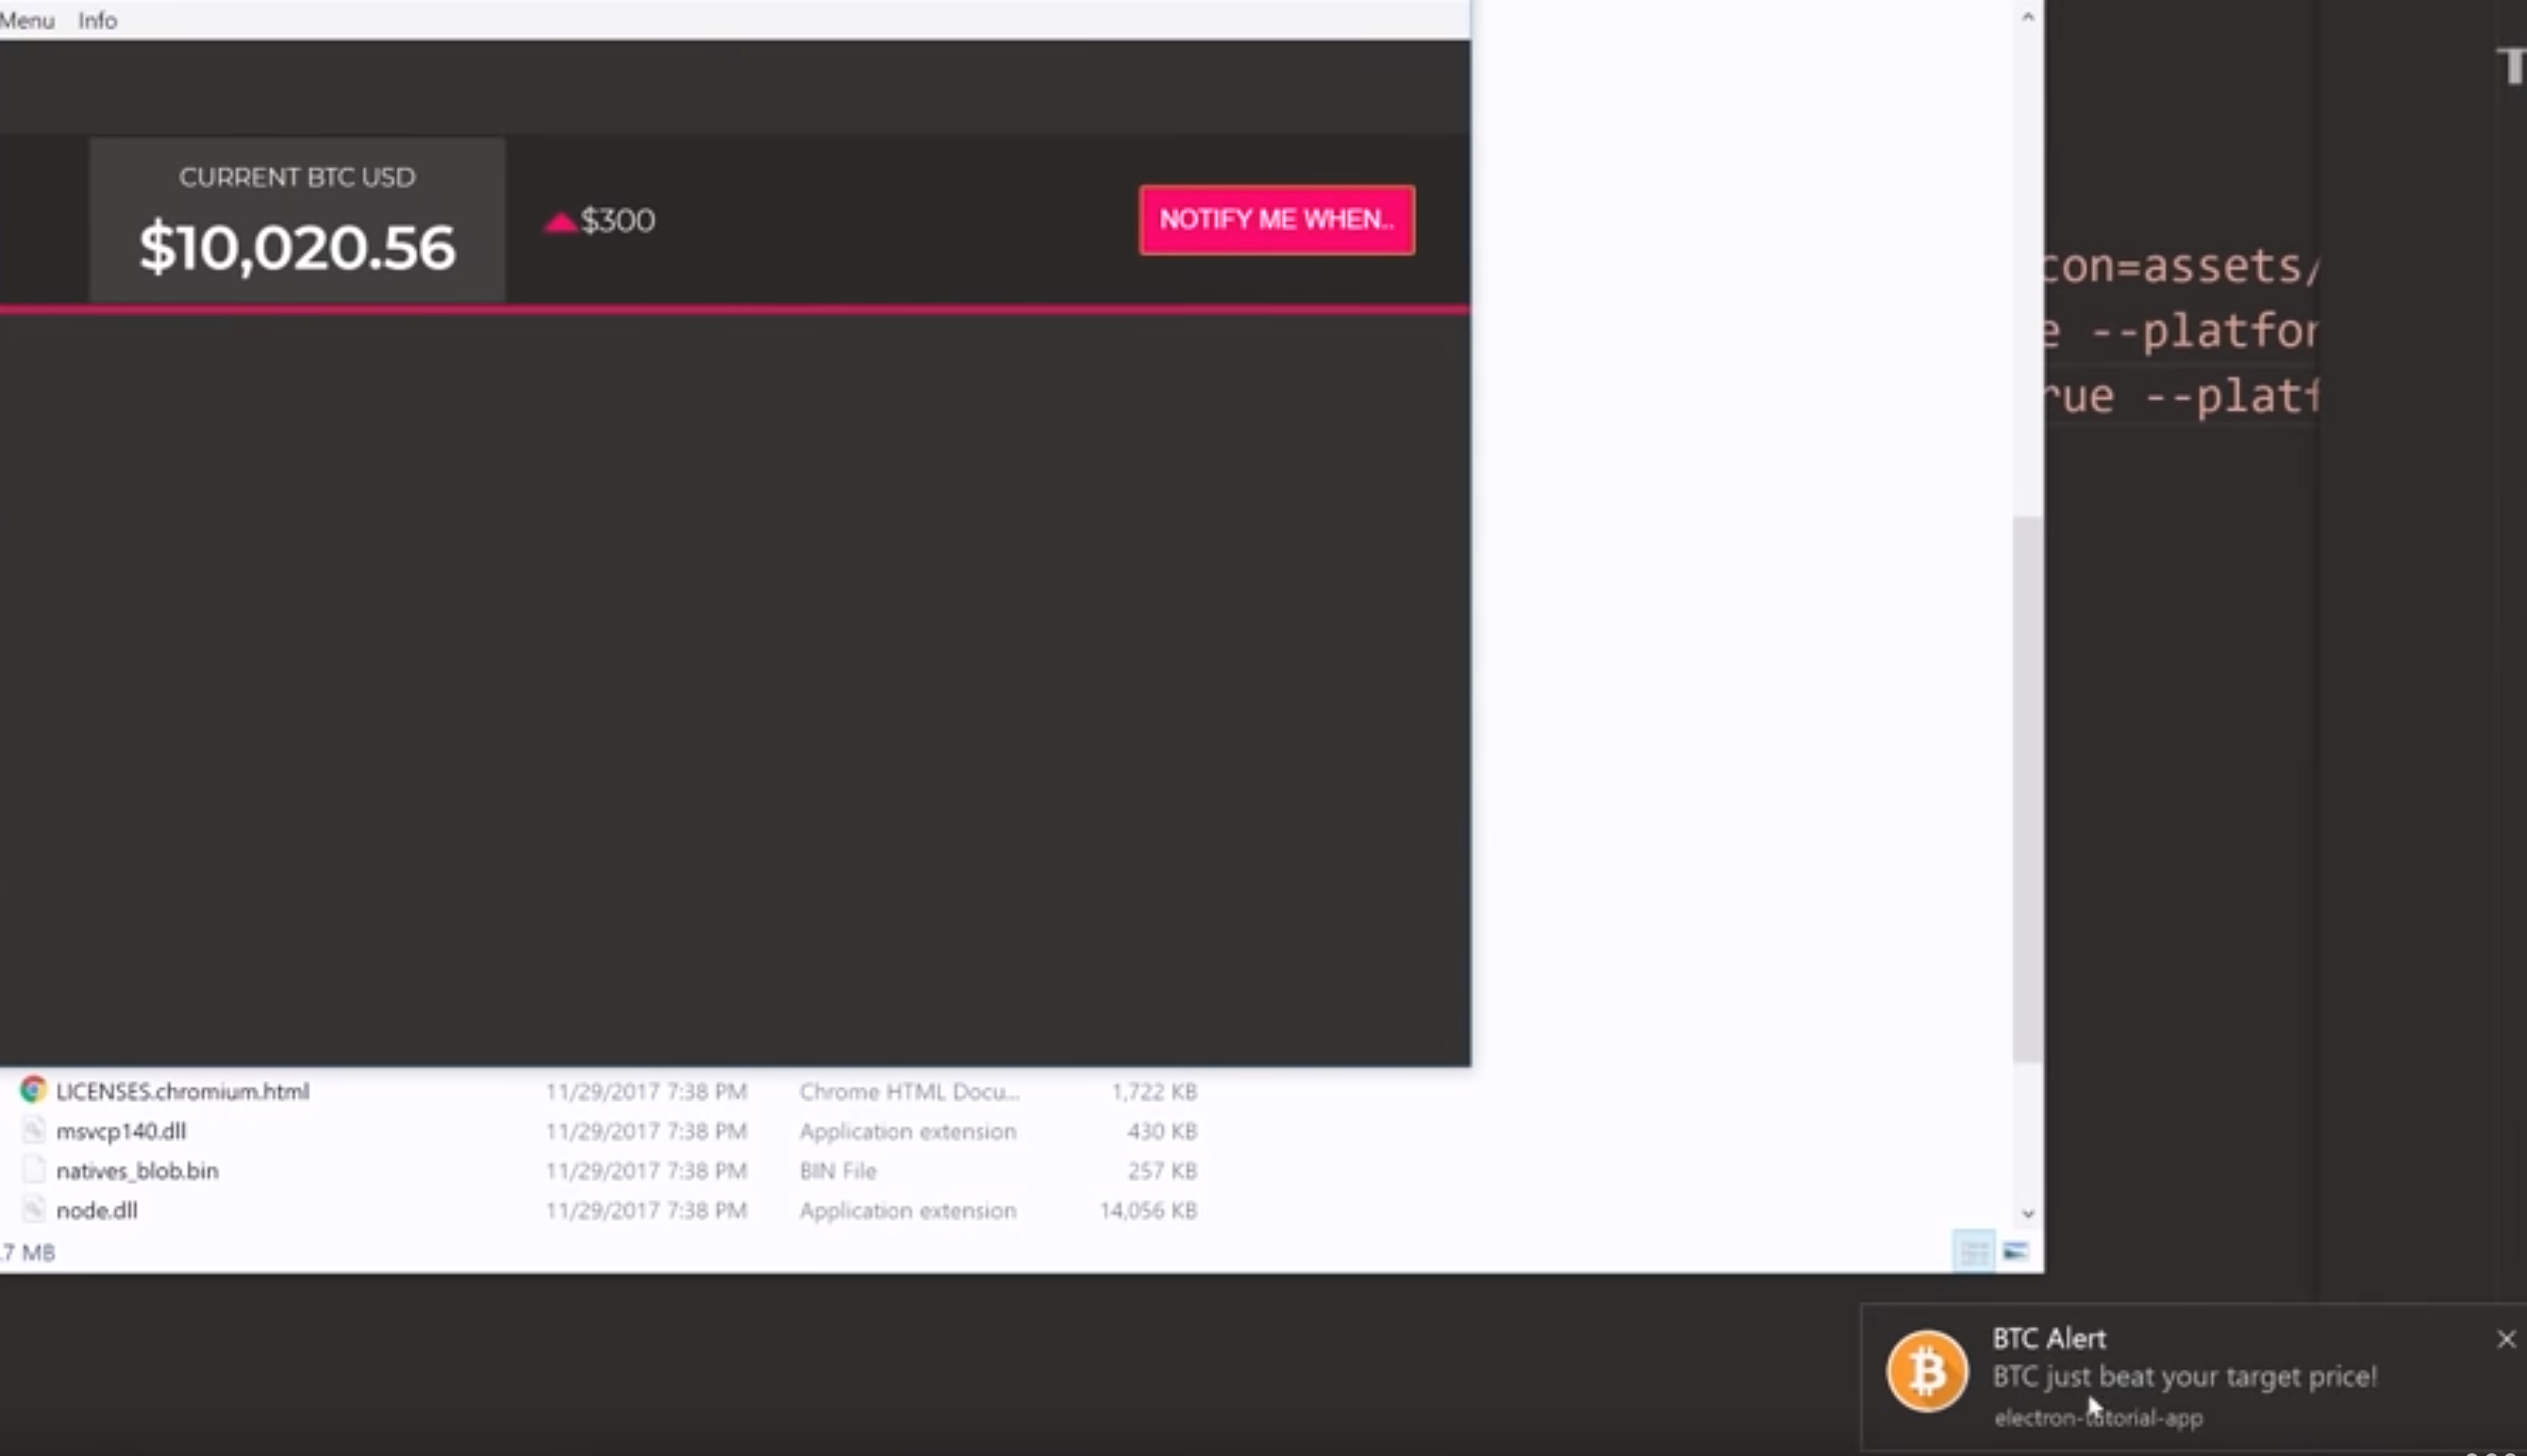 Menu Info
CURRENT BTC USD
$10,020.56
$300
NOTIFY ME WHEN..
con=assets/
e --platfor
rue --platf
LICENSES.chromium.html 11/29/2017 7:38 PM Chrome HTML Docu... 1,722 KB
msvcp140.dll 11/29/2017 7:38 PM Application extension 430 KB
natives_blob.bin 11/29/2017 7:38 PM BIN File 257 KB
node.dll 11/29/2017 7:38 PM Application extension 14,056 KB
.7 MB
BTC Alert
BTC just beat your target price!
electron-tutorial-app